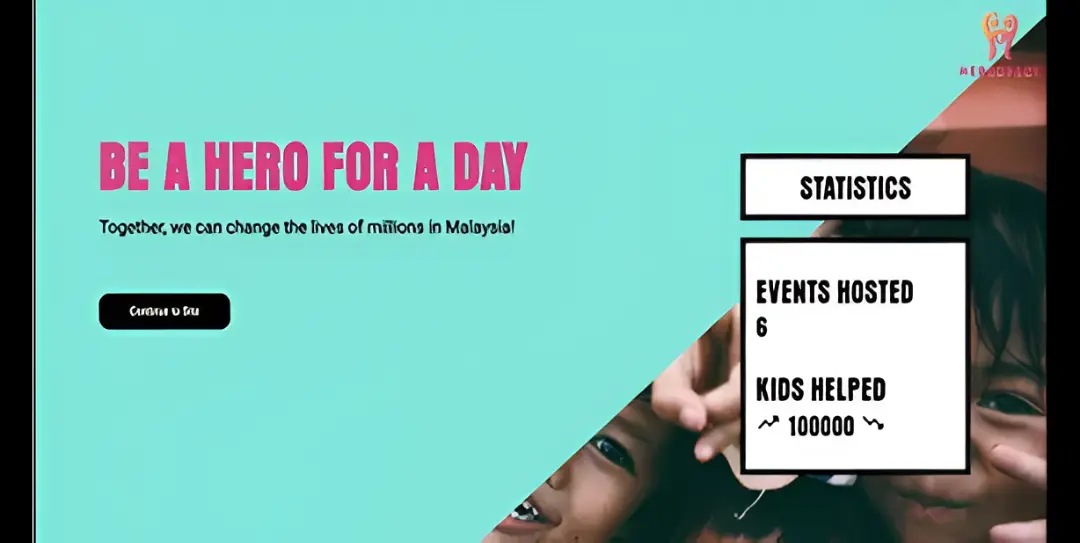 BE A HERO FOR A DAY
Together, we can change the lives of millions in Malaysia!
STATISTICS
EVENTS HOSTED
6
KIDS HELPED
100000